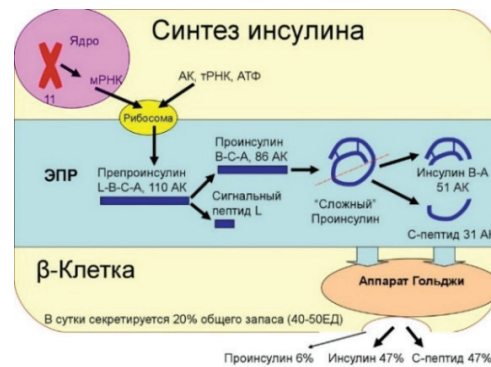 Синтез инсулина
Ядро
11
мРНК
АК, тРНК, АТФ
Рибосома
ЭПР
Препроинсулин
L-B-C-A, 110 АК
Проинсулин
B-C-A, 86 АК
Сигнальный
пептид L
"Сложный"
Проинсулин
Инсулин B-A
51 АК
С-пептид 31 АК
β-Клетка
Аппарат Гольджи
В сутки секретируется 20% общего запаса (40-50ЕД)
Проинсулин 6%
Инсулин 47%
С-пептид 47%